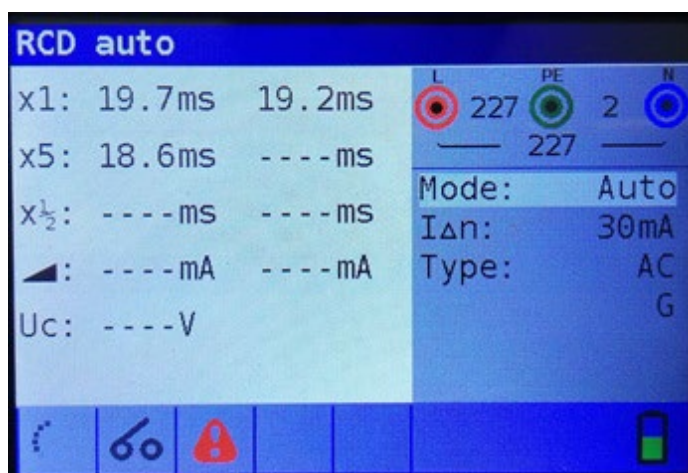 RCD auto
x1: 19.7ms 19.2ms
x5: 18.6ms ----ms
x½: ----ms ----ms
◢: ----mA ----mA
Uc: ----V
L PE N
227 2
227
Mode: Auto
I∆n: 30mA
Type: AC
G